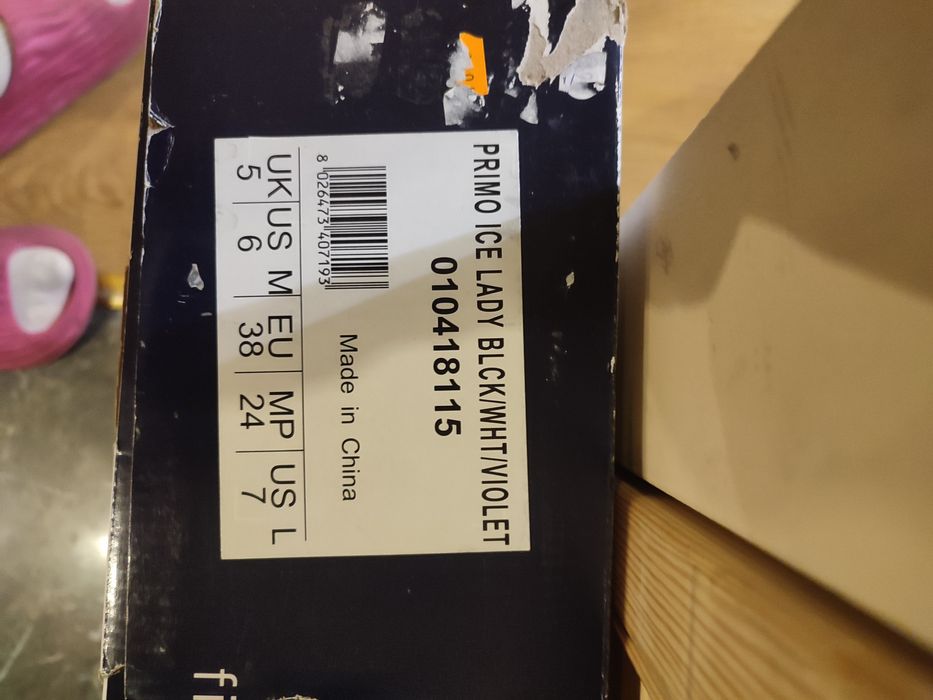 PRIMO ICE LADY BLCK/WHT/VIOLET
010418115
Made in China
8 026473 407193
UK US M EU MP US L
5 6 38 24 7
fi